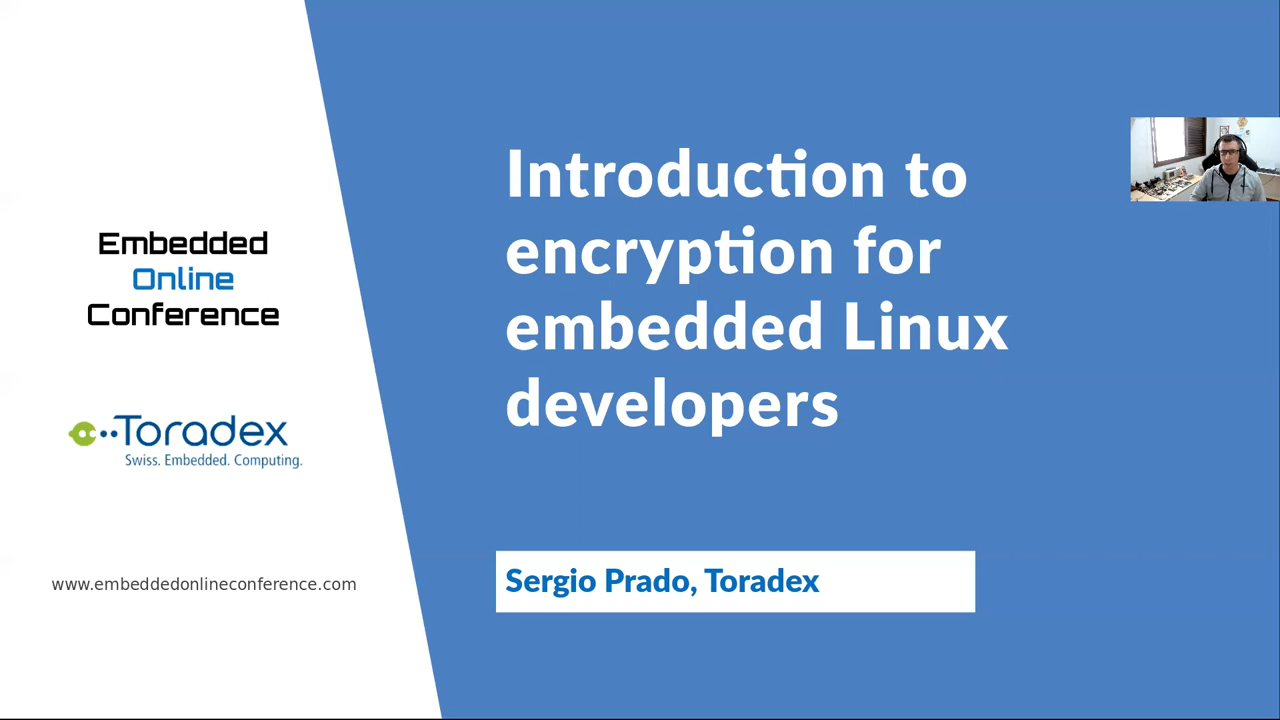 Embedded
Online
Conference
Toradex
Swiss. Embedded. Computing.
www.embeddedonlineconference.com
Introduction to
encryption for
embedded Linux
developers
Sergio Prado, Toradex